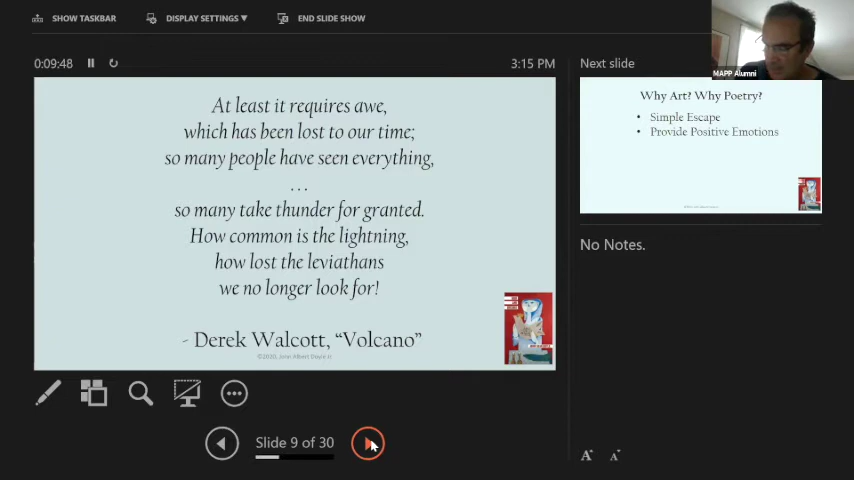 SHOW TASKBAR
DISPLAY SETTINGS ▼
END SLIDE SHOW
0:09:48
3:15 PM
Next slide
MAPP Alumni
At least it requires awe,
which has been lost to our time;
so many people have seen everything,
…
so many take thunder for granted.
How common is the lightning,
how lost the leviathans
we no longer look for!
- Derek Walcott, “Volcano”
Why Art? Why Poetry?
• Simple Escape
• Provide Positive Emotions
No Notes.
Slide 9 of 30
A A